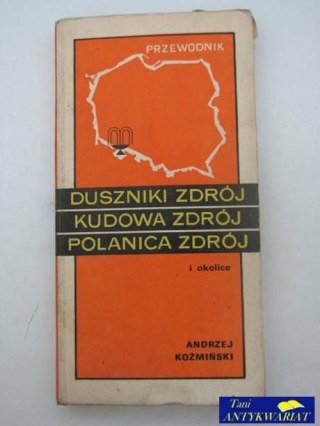 PRZEWODNIK
DUSZNIKI ZDRÓJ
KUDOWA ZDRÓJ
POLANICA ZDRÓJ
i okolice
ANDRZEJ
KOŹMIŃSKI
Tani
ANTYKWARIAT